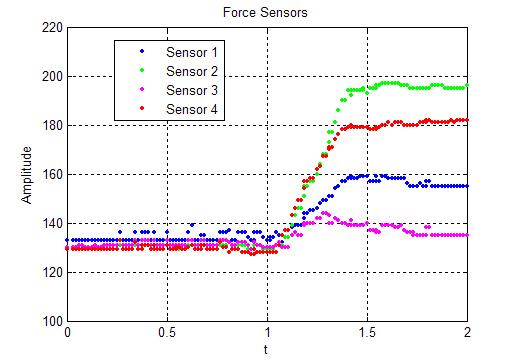 Force Sensors
220
200
180
160
140
120
100
Amplitude
Sensor 1
Sensor 2
Sensor 3
Sensor 4
0
0.5
1
1.5
2
t